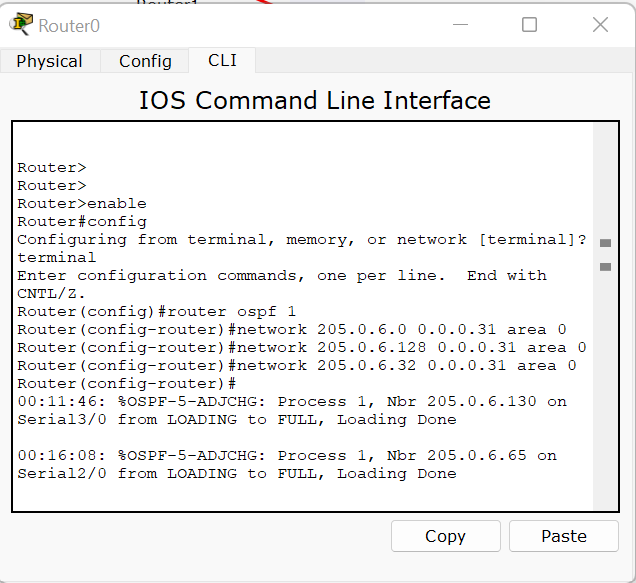 Router1
Router0
Physical Config CLI
IOS Command Line Interface
Router>
Router>
Router>enable
Router#config
Configuring from terminal, memory, or network [terminal]?
terminal
Enter configuration commands, one per line.  End with
CNTL/Z.
Router(config)#router ospf 1
Router(config-router)#network 205.0.6.0 0.0.0.31 area 0
Router(config-router)#network 205.0.6.128 0.0.0.31 area 0
Router(config-router)#network 205.0.6.32 0.0.0.31 area 0
Router(config-router)#
00:11:46: %OSPF-5-ADJCHG: Process 1, Nbr 205.0.6.130 on
Serial3/0 from LOADING to FULL, Loading Done
00:16:08: %OSPF-5-ADJCHG: Process 1, Nbr 205.0.6.65 on
Serial2/0 from LOADING to FULL, Loading Done
Copy Paste